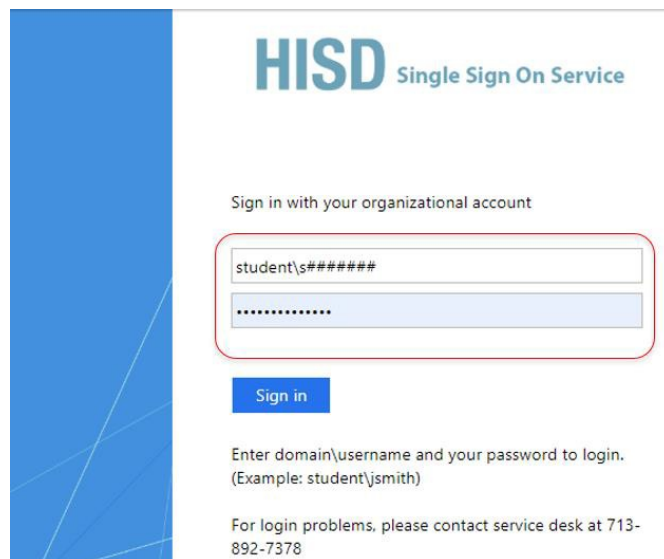 HISD Single Sign On Service
Sign in with your organizational account
student\s#######
••••••••••••••
Sign in
Enter domain\username and your password to login.
(Example: student\jsmith)
For login problems, please contact service desk at 713-
892-7378